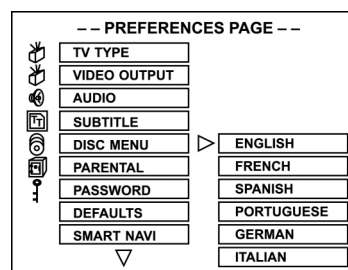 -- PREFERENCES PAGE --
TV TYPE
VIDEO OUTPUT
AUDIO
SUBTITLE
DISC MENU
PARENTAL
PASSWORD
DEFAULTS
SMART NAVI
ENGLISH
FRENCH
SPANISH
PORTUGUESE
GERMAN
ITALIAN
TT